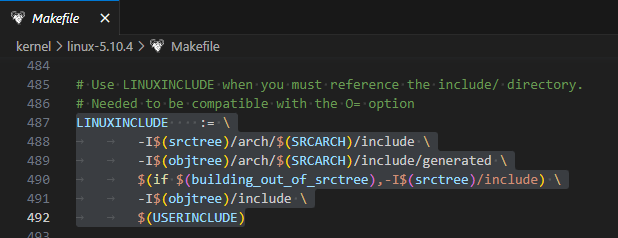 Makefile ×
kernel > linux-5.10.4 > Makefile
484
485 # Use LINUXINCLUDE when you must reference the include/ directory.
486 # Needed to be compatible with the O= option
487 LINUXINCLUDE    := \
488 		-I$(srctree)/arch/$(SRCARCH)/include \
489 		-I$(objtree)/arch/$(SRCARCH)/include/generated \
490 		$(if $(building_out_of_srctree),-I$(srctree)/include) \
491 		-I$(objtree)/include \
492 		$(USERINCLUDE)
493